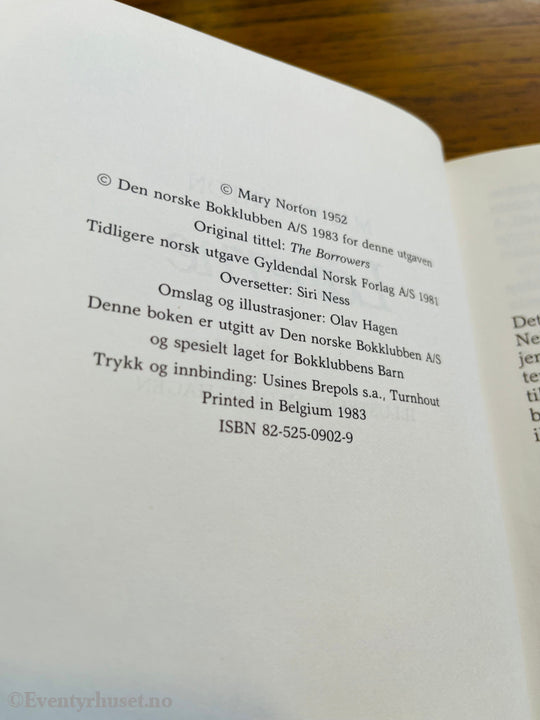 © Mary Norton 1952
© Den norske Bokklubben A/S 1983 for denne utgaven
Original tittel: The Borrowers
Tidligere norsk utgave Gyldendal Norsk Forlag A/S 1981
Oversetter: Siri Ness
Omslag og illustrasjoner: Olav Hagen
Denne boken er utgitt av Den norske Bokklubben A/S
og spesielt laget for Bokklubbens Barn
Trykk og innbinding: Usines Brepols s.a., Turnhout
Printed in Belgium 1983
ISBN 82-525-0902-9
Det
©Eventyrhuset.no